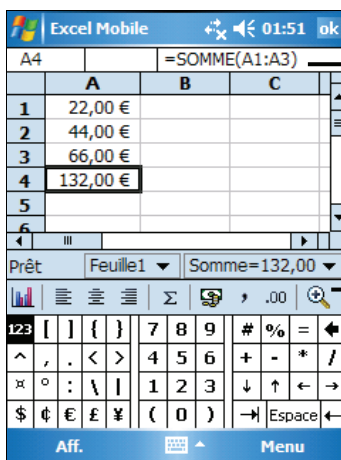 Excel Mobile 01:51 ok
A4 =SOMME(A1:A3)
A B C
1 22,00 €
2 44,00 €
3 66,00 €
4 132,00 €
5
6
Prêt Feuille1 Somme=132,00
Σ , .00
123 [ ] { } 7 8 9 # % =
^ , . < > 4 5 6 + - * /
¤ ° : \ | 1 2 3 ↓ ↑ ← →
$ ¢ € £ ¥ ( 0 ) Espace
Aff. Menu